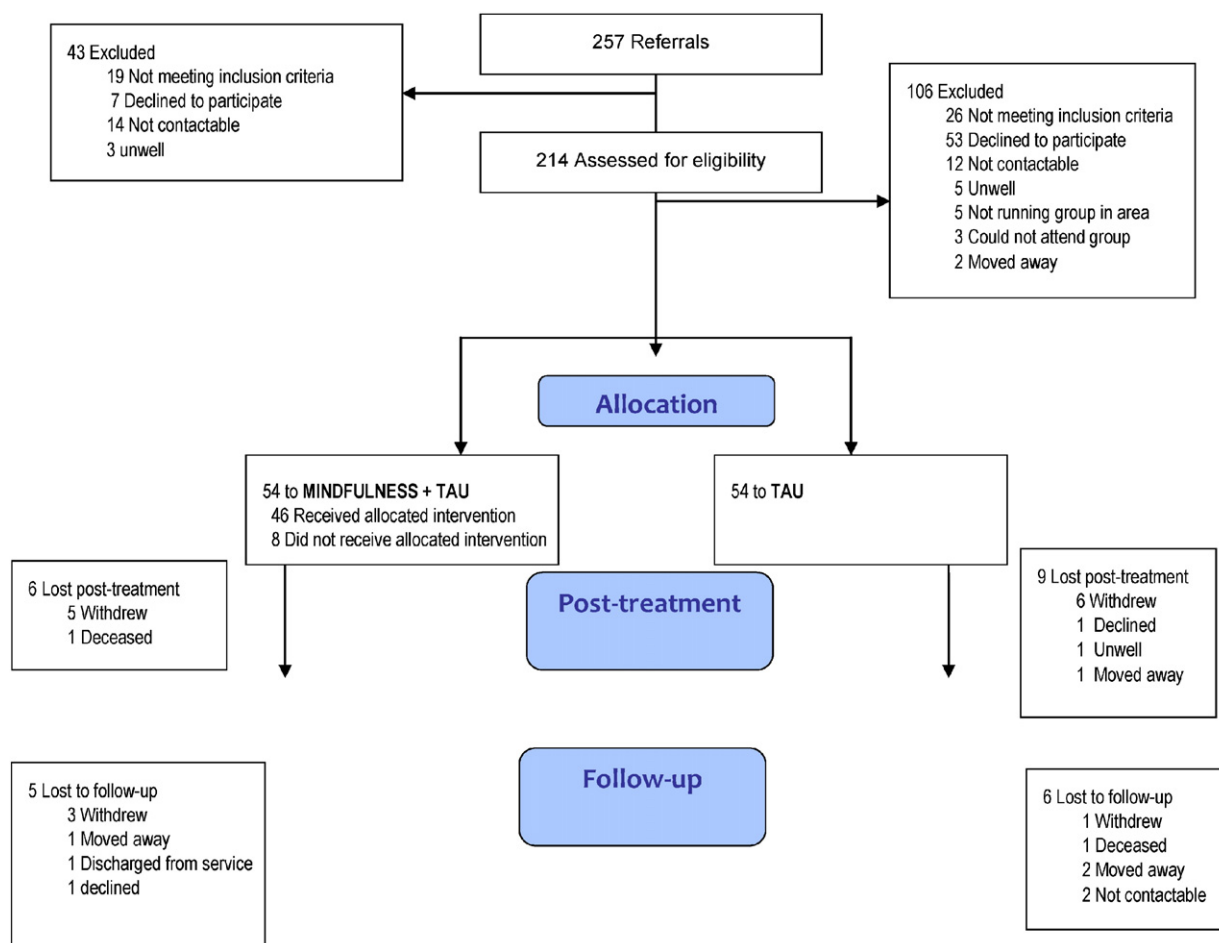 257 Referrals
43 Excluded
19 Not meeting inclusion criteria
7 Declined to participate
14 Not contactable
3 unwell
214 Assessed for eligibility
106 Excluded
26 Not meeting inclusion criteria
53 Declined to participate
12 Not contactable
5 Unwell
5 Not running group in area
3 Could not attend group
2 Moved away
Allocation
54 to MINDFULNESS + TAU
46 Received allocated intervention
8 Did not receive allocated intervention
54 to TAU
Post-treatment
6 Lost post-treatment
5 Withdrew
1 Deceased
9 Lost post-treatment
6 Withdrew
1 Declined
1 Unwell
1 Moved away
Follow-up
5 Lost to follow-up
3 Withdrew
1 Moved away
1 Discharged from service
1 declined
6 Lost to follow-up
1 Withdrew
1 Deceased
2 Moved away
2 Not contactable